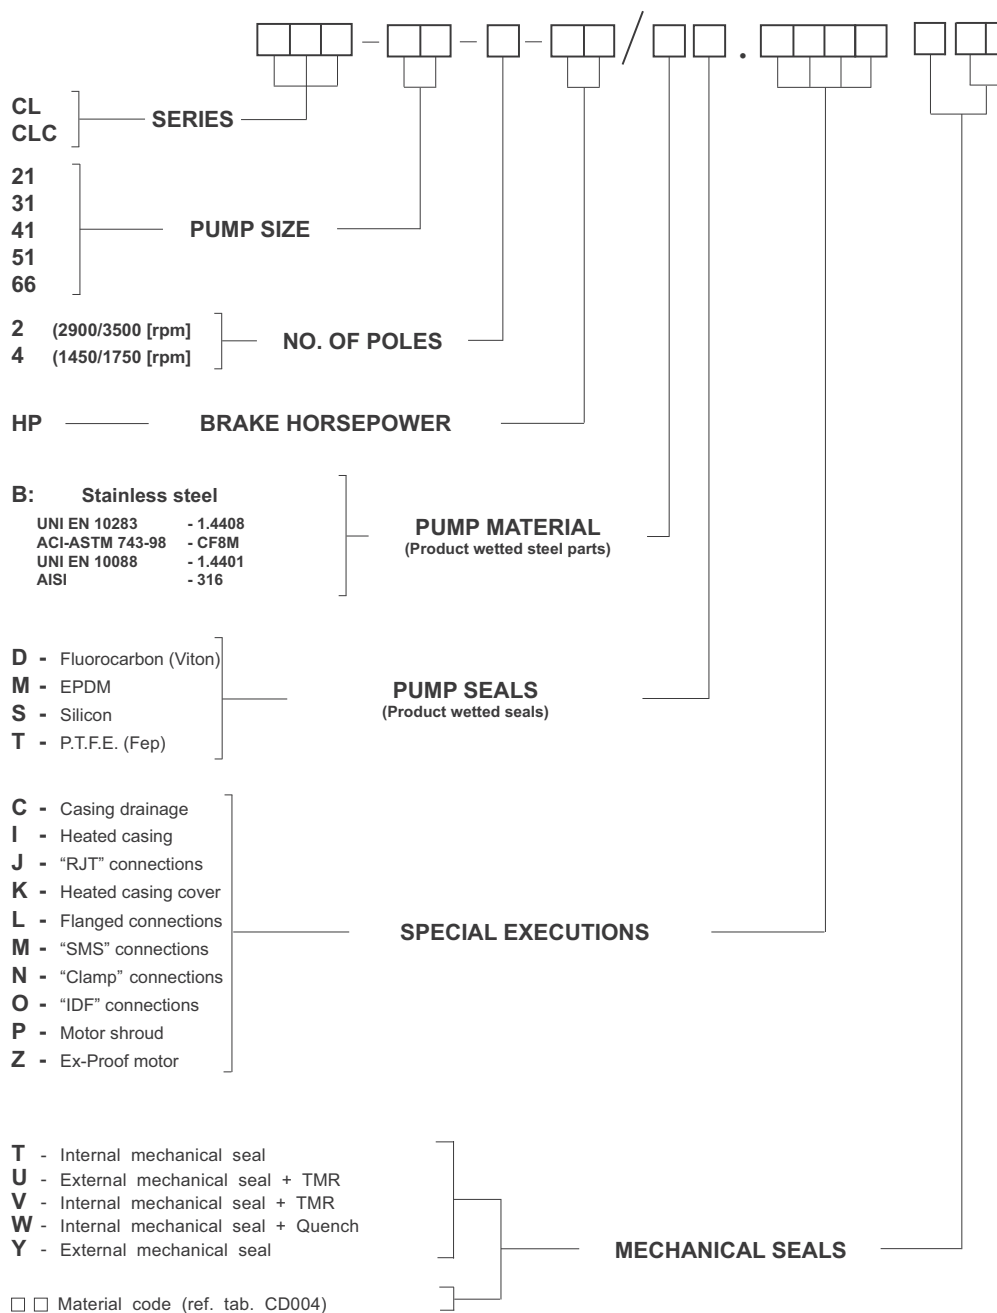 CL
CLC
SERIES
21
31
41
51
66
PUMP SIZE
2 (2900/3500 [rpm]
4 (1450/1750 [rpm]
NO. OF POLES
HP
BRAKE HORSEPOWER
B: Stainless steel
UNI EN 10283 - 1.4408
ACI-ASTM 743-98 - CF8M
UNI EN 10088 - 1.4401
AISI - 316
PUMP MATERIAL
(Product wetted steel parts)
D - Fluorocarbon (Viton)
M - EPDM
S - Silicon
T - P.T.F.E. (Fep)
PUMP SEALS
(Product wetted seals)
C - Casing drainage
I - Heated casing
J - “RJT” connections
K - Heated casing cover
L - Flanged connections
M - “SMS” connections
N - “Clamp” connections
O - “IDF” connections
P - Motor shroud
Z - Ex-Proof motor
SPECIAL EXECUTIONS
T - Internal mechanical seal
U - External mechanical seal + TMR
V - Internal mechanical seal + TMR
W - Internal mechanical seal + Quench
Y - External mechanical seal
MECHANICAL SEALS
□ □ Material code (ref. tab. CD004)